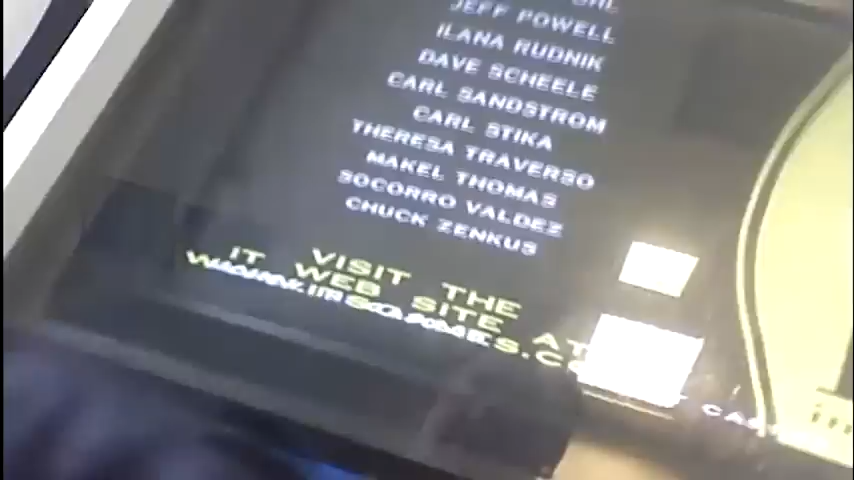 JEFF POWELL
ILANA RUDNIK
DAVE SCHEELE
CARL SANDSTROM
CARL STIKA
THERESA TRAVERSO
MAKEL THOMAS
SOCORRO VALDEZ
CHUCK ZENKUS
IT VISIT THE
WEB SITE AT